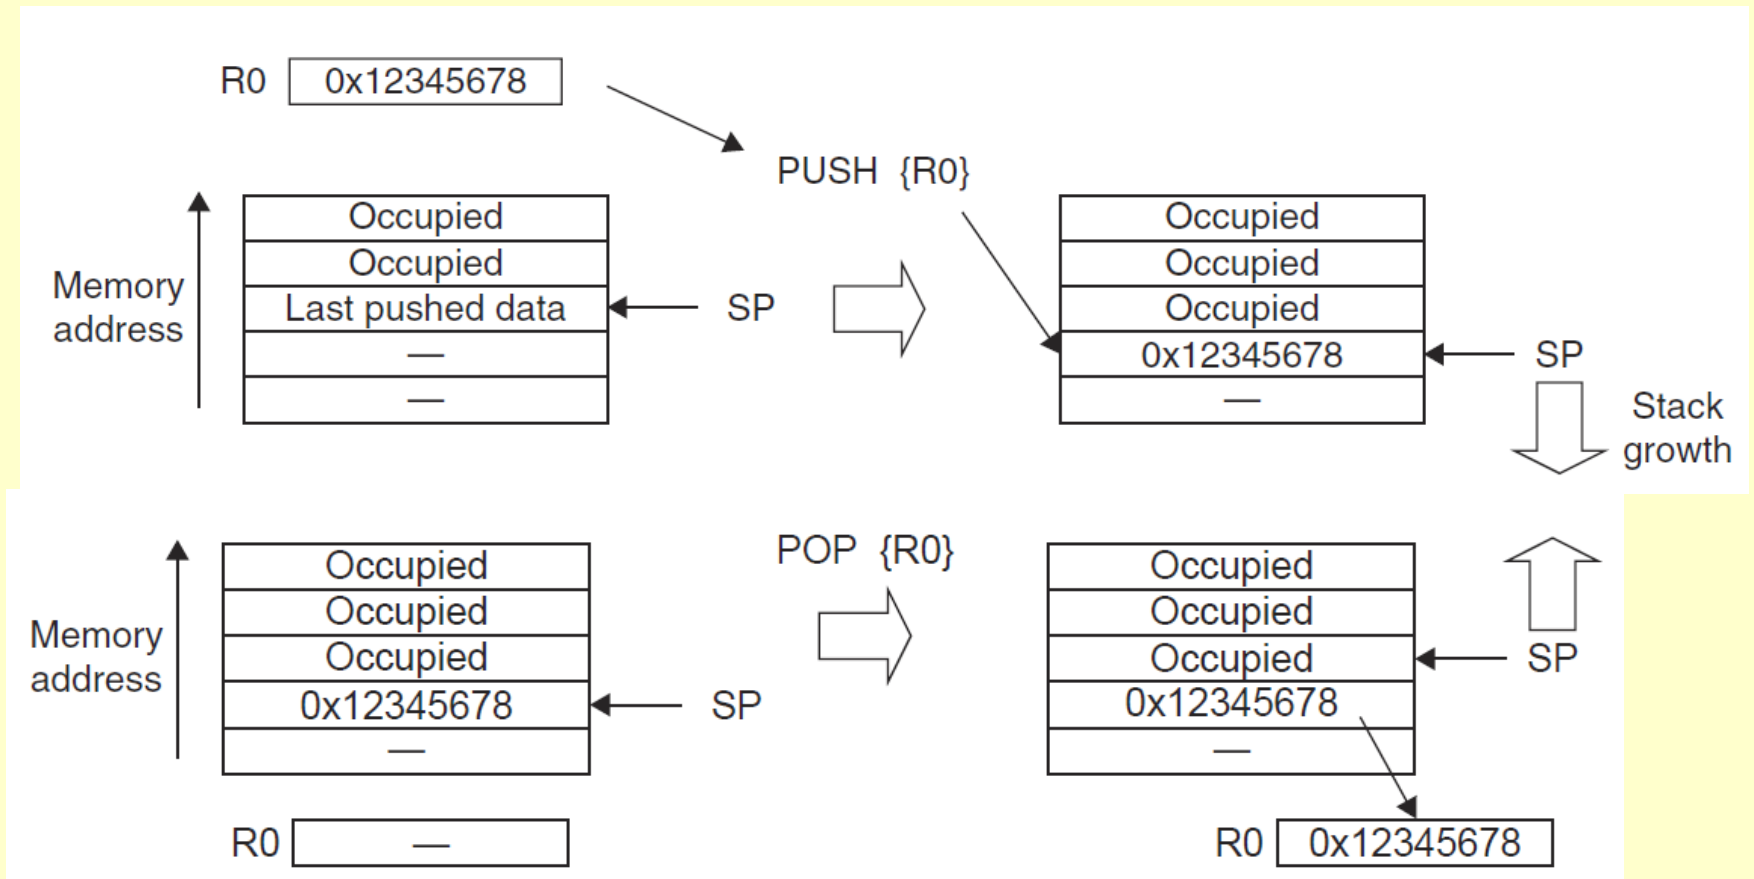 R0 0x12345678
PUSH {R0}
Memory
address
Occupied
Occupied
Last pushed data
—
—
SP
Occupied
Occupied
Occupied
0x12345678
—
SP
Stack
growth
POP {R0}
Memory
address
Occupied
Occupied
Occupied
0x12345678
—
SP
R0 —
Occupied
Occupied
Occupied
0x12345678
—
SP
R0 0x12345678